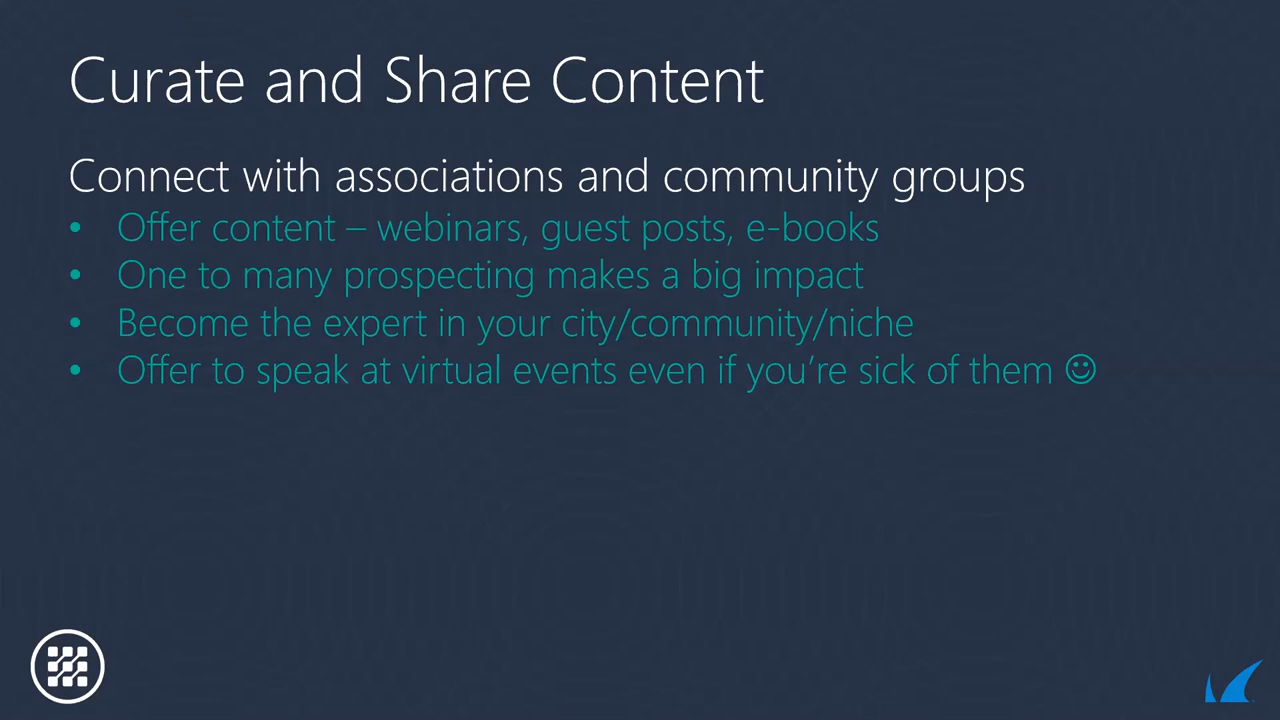 Curate and Share Content
Connect with associations and community groups
• Offer content – webinars, guest posts, e-books
• One to many prospecting makes a big impact
• Become the expert in your city/community/niche
• Offer to speak at virtual events even if you’re sick of them ☺